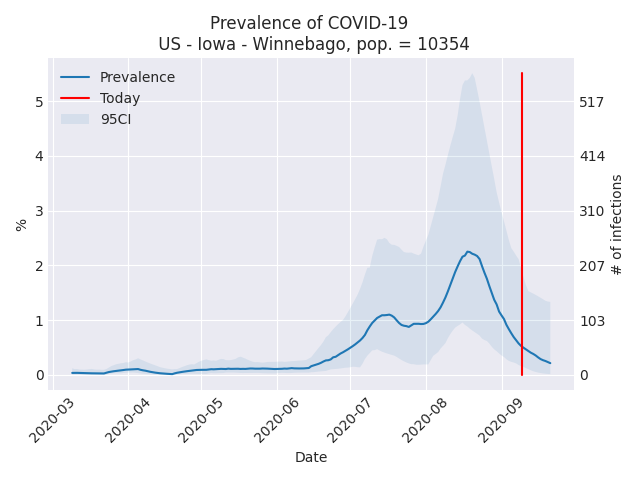 Prevalence of COVID-19
US - Iowa - Winnebago, pop. = 10354
Prevalence
Today
95CI
5
4
3
2
1
0
%
517
414
310
207
103
0
# of infections
2020-03
2020-04
2020-05
2020-06
2020-07
2020-08
2020-09
Date